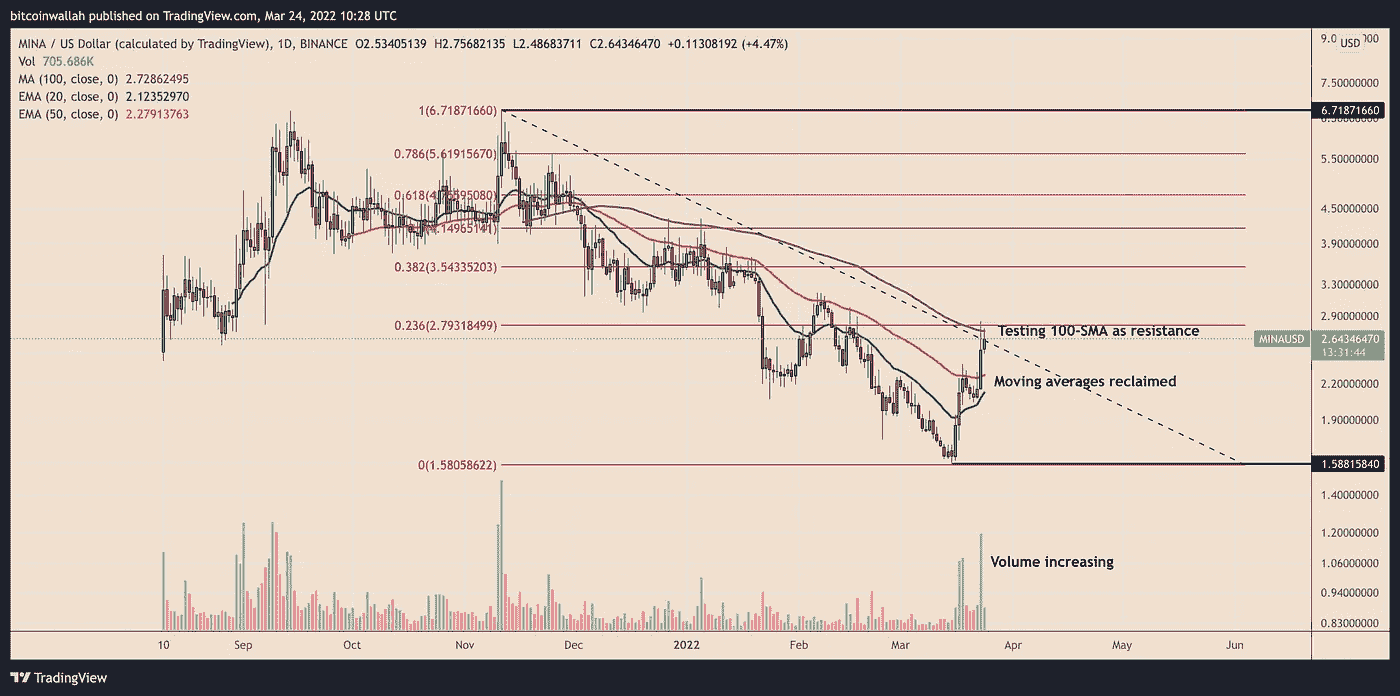 bitcoinwallah published on TradingView.com, Mar 24, 2022 10:28 UTC
MINA / US Dollar (calculated by TradingView), 1D, BINANCE O2.53405139 H2.75682135 L2.48683711 C2.64346470 +0.11308192 (+4.47%)
Vol 705.686K
MA (100, close, 0) 2.72862495
EMA (20, close, 0) 2.12352970
EMA (50, close, 0) 2.27913763
USD
7.50000000
1(6.71871660)
6.71871660
0.786(5.61915670)
5.50000000
4.50000000
3.90000000
0.382(3.54335203)
3.30000000
2.90000000
0.236(2.79318499)
Testing 100-SMA as resistance
MINAUSD 2.64346470
13:31:44
Moving averages reclaimed
2.20000000
1.90000000
0(1.58058622)
1.58815840
1.40000000
1.20000000
Volume increasing
1.06000000
0.94000000
0.83000000
10 Sep Oct Nov Dec 2022 Feb Mar Apr May Jun
TradingView